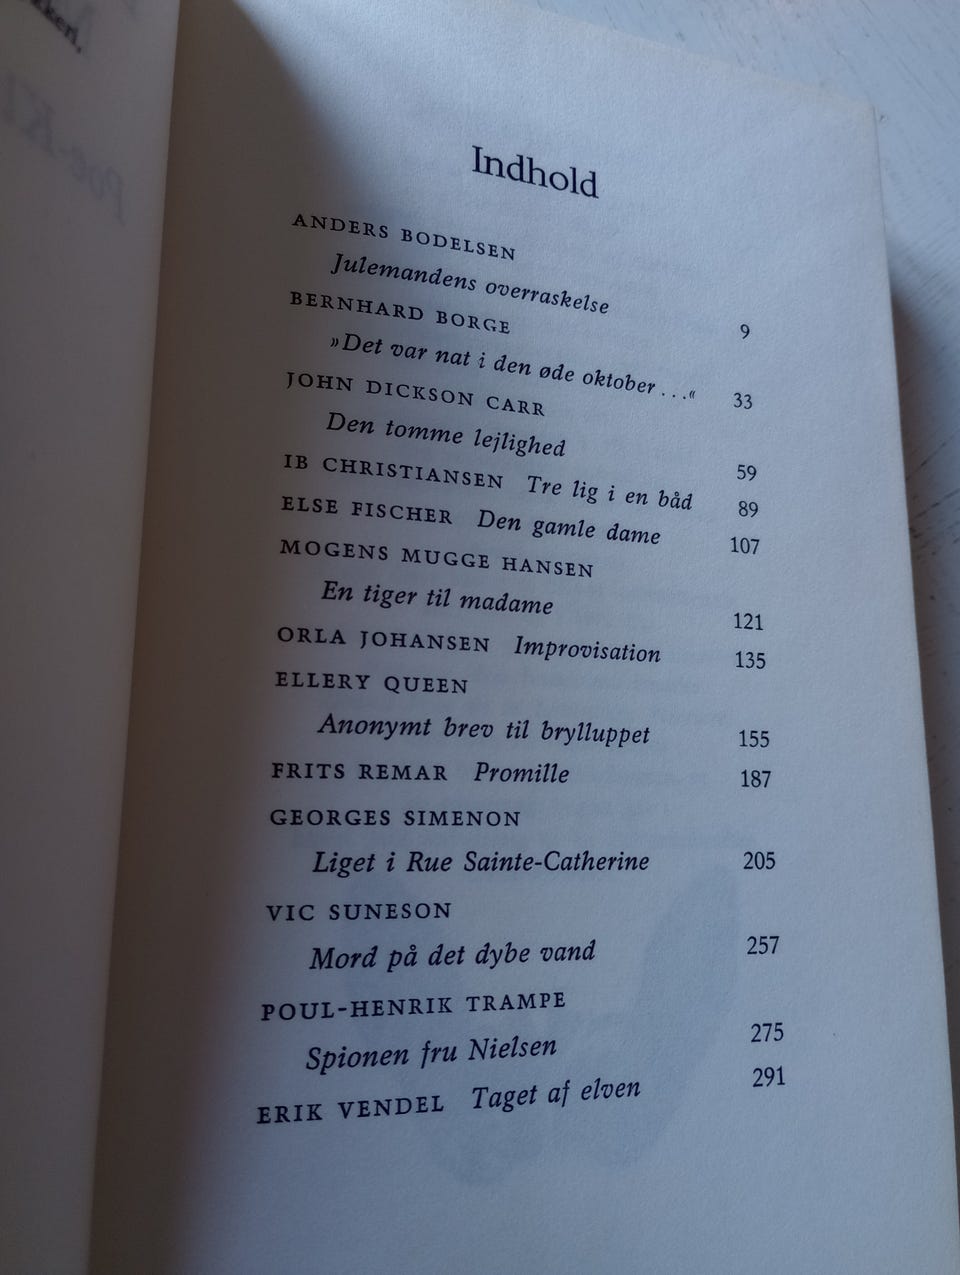 Indhold
ANDERS BODELSEN
Julemandens overraskelse 9
BERNHARD BORGE
»Det var nat i den øde oktober...« 33
JOHN DICKSON CARR
Den tomme lejlighed 59
IB CHRISTIANSEN Tre lig i en båd 89
ELSE FISCHER Den gamle dame 107
MOGENS MUGGE HANSEN
En tiger til madame 121
ORLA JOHANSEN Improvisation 135
ELLERY QUEEN
Anonymt brev til brylluppet 155
FRITS REMAR Promille 187
GEORGES SIMENON
Liget i Rue Sainte-Catherine 205
VIC SUNESON
Mord på det dybe vand 257
POUL-HENRIK TRAMPE
Spionen fru Nielsen 275
ERIK VENDEL Taget af elven 291